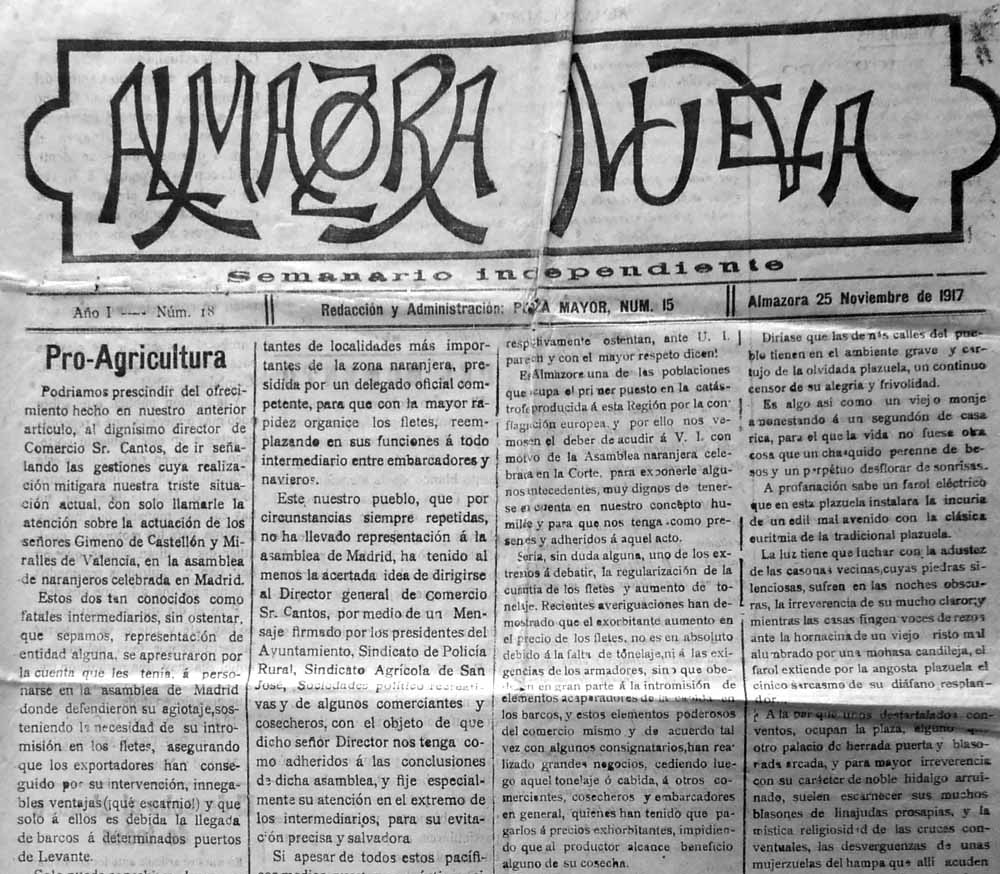 ALMAZORA NUEVA
Semanario independiente
Año I ---- Núm. 18
Redacción y Administración: MAYOR, NUM. 15
Almazora 25 Noviembre de 1917
Pro-Agricultura
Podriamos prescindir del ofreci-
miento hecho en nuestro anterior
artículo, al dignísimo director de
Comercio Sr. Cantos, de ir seña-
lando las gestiones cuya realiza-
ción mitigara nuestra triste situa-
ción actual, con solo llamarle la
atención sobre la actuación de los
señores Gimeno de Castellón y Mi-
ralles de Valencia, en la asamblea
de naranjeros celebrada en Madrid.
Estos dos tan conocidos como
fatales intermediarios, sin ostentar,
que sepamos, representación de
entidad alguna, se apresuraron por
la cuenta que les tenia, á perso-
narse en la asamblea de Madrid
donde defendieron su agiotaje,sos-
teniendo la necesidad de su intro-
misión en los fletes, asegurando
que los exportadores han conse-
guido por su intervención, innega-
bles ventajas(¡qué escarnio!) y que
solo á ellos es debida la llegada
de barcos á determinados puertos
de Levante.
tantes de localidades más impor-
tantes de la zona naranjera, pre-
sidida por un delegado oficial com-
petente, para que con la mayor ra-
pidez organice los fletes, reem-
plazando en sus funciones á todo
intermediario entre embarcadores y
navieros.
Este nuestro pueblo, que por
circunstancias siempre repetidas,
no ha llevado representación á la
asamblea de Madrid, ha tenido al
menos la acertada idea de dirigirse
al Director general de Comercio
Sr. Cantos, por medio de un Men-
saje firmado por los presidentes del
Ayuntamiento, Sindicato de Policía
Rural, Sindicato Agrícola de San
José, Sociedades político recreati-
vas y de algunos comerciantes y
cosecheros, con el objeto de que
dicho señor Director nos tenga co-
mo adheridos á las conclusiones
de dicha asamblea, y fije especial-
mente su atención en el extremo de
los intermediarios, para su evita-
ción precisa y salvadora
Si apesar de todos estos pacífi-
respetivamente ostentan, ante U. I.
parecen y con el mayor respeto dicen!
Es Almazora una de las poblaciones
que ocupa el primer puesto en la catás-
trofe producida á esta Región por la con-
flagración europea y por ello nos ve-
mos en el deber de acudir á V. I. con
motivo de la Asamblea naranjera cele-
brada en la Corte, para exponerle algu-
nos antecedentes, muy dignos de tener-
se en cuenta en nuestro concepto hu-
milde y para que nos tenga como pre-
sentes y adheridos á aquel acto.
Seria, sin duda alguna, uno de los ex-
tremos á debatir, la regularización de la
cuantia de los fletes y aumento de to-
nelaje. Recientes averiguaciones han de-
mostrado que el exorbitante aumento en
el precio de los fletes, no es en absoluto
debido á la falta de tonelaje,ni á las exi-
gencias de los armadores, sino que obe-
decen en gran parte á la intromisión de
elementos acaparadores de la
los barcos, y estos elementos poderosos
del comercio mismo y de acuerdo tal
vez con algunos consignatarios,han rea-
lizado grandes negocios, cediendo lue-
go aquel tonelaje ó cabida, á otros co-
merciantes, cosecheros y embarcadores
en general, quienes han tenido que pa-
garlos á precios exhorbitantes, impidien-
do que al productor alcance beneficio
alguno de su cosecha.
Diríase que las demás calles del pue-
blo tienen en el ambiente grave y car-
tujo de la olvidada plazuela, un continuo
censor de su alegria y frivolidad.
Es algo así como un viejo monje
amonestando á un segundón de casa
rica, para el que la vida no fuese otra
cosa que un chasquido perenne de be-
sos y un perpétuo desflorar de sonrisas.
A profanación sabe un farol eléctrico
que en esta plazuela instalara la incuria
de un edil mal avenido con la clásica
euritmia de la tradicional plazuela.
La luz tiene que luchar con la adustez
de las casonas vecinas,cuyas piedras si-
lenciosas, sufren en las noches obscu-
ras, la irreverencia de su mucho claror;y
mientras las casas fingen voces de rezos
ante la hornacina de un viejo risto mal
alumbrado por una mohasa candileja, el
farol extiende por la angosta plazuela el
cínico sarcasmo de su diáfano resplan-
dor.
A la par que unos destartalados con-
ventos, ocupan la plaza, alguno que
otro palacio de herrada puerta y blaso-
rada arcada, y para mayor irreverencia
con su carácter de noble hidalgo arrui-
nado, suelen escarnecer sus muchos
blasones de linajudas prosapias, y la
mística religiosidad de las cruces con-
ventuales, las desverguenzas de unas
mujerzuelas del hampa que allí acuden